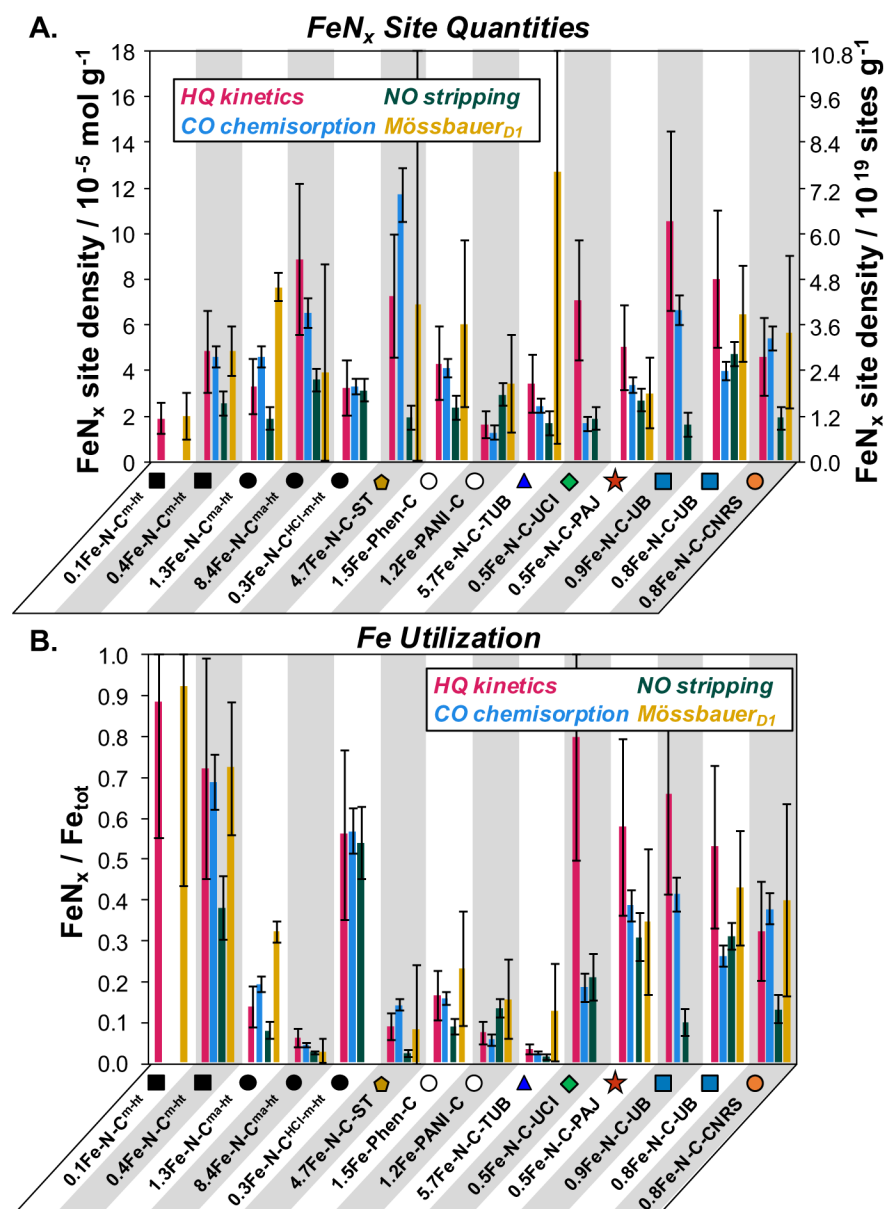 A.
FeNx Site Quantities
FeNx site density / 10-5 mol g-1
18
16
14
12
10
8
6
4
2
0
HQ kinetics
NO stripping
CO chemisorption
MössbauerD1
10.8
9.6
8.4
7.2
6.0
4.8
3.6
2.4
1.2
0.0
FeNx site density / 10 19 sites g-1
0.1Fe-N-Cm-ht
0.4Fe-N-Cm-ht
1.3Fe-N-Cma-ht
8.4Fe-N-Cma-ht
0.3Fe-N-CHCl-m-ht
4.7Fe-N-C-ST
1.5Fe-Phen-C
1.2Fe-PANI-C
5.7Fe-N-C-TUB
0.5Fe-N-C-UCI
0.5Fe-N-C-PAJ
0.9Fe-N-C-UB
0.8Fe-N-C-UB
0.8Fe-N-C-CNRS
B.
Fe Utilization
FeNx / Fetot
1.0
0.9
0.8
0.7
0.6
0.5
0.4
0.3
0.2
0.1
0.0
HQ kinetics
NO stripping
CO chemisorption
MössbauerD1
0.1Fe-N-Cm-ht
0.4Fe-N-Cm-ht
1.3Fe-N-Cma-ht
8.4Fe-N-Cma-ht
0.3Fe-N-CHCl-m-ht
4.7Fe-N-C-ST
1.5Fe-Phen-C
1.2Fe-PANI-C
5.7Fe-N-C-TUB
0.5Fe-N-C-UCI
0.5Fe-N-C-PAJ
0.9Fe-N-C-UB
0.8Fe-N-C-UB
0.8Fe-N-C-CNRS